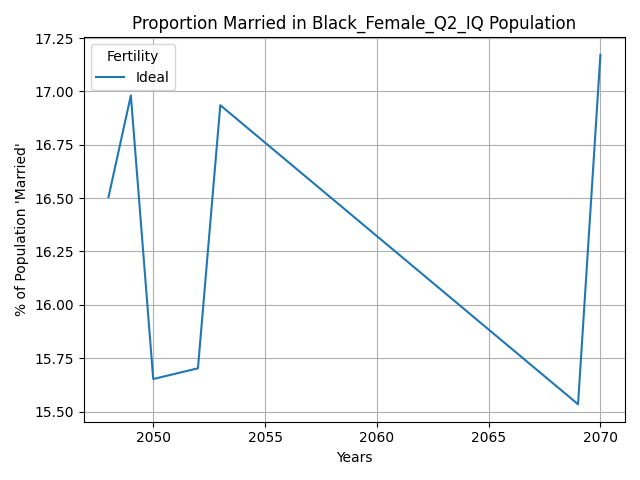 Proportion Married in Black_Female_Q2_IQ Population
17.25
17.00
16.75
16.50
16.25
16.00
15.75
15.50
% of Population 'Married'
Fertility
Ideal
2050 2055 2060 2065 2070
Years